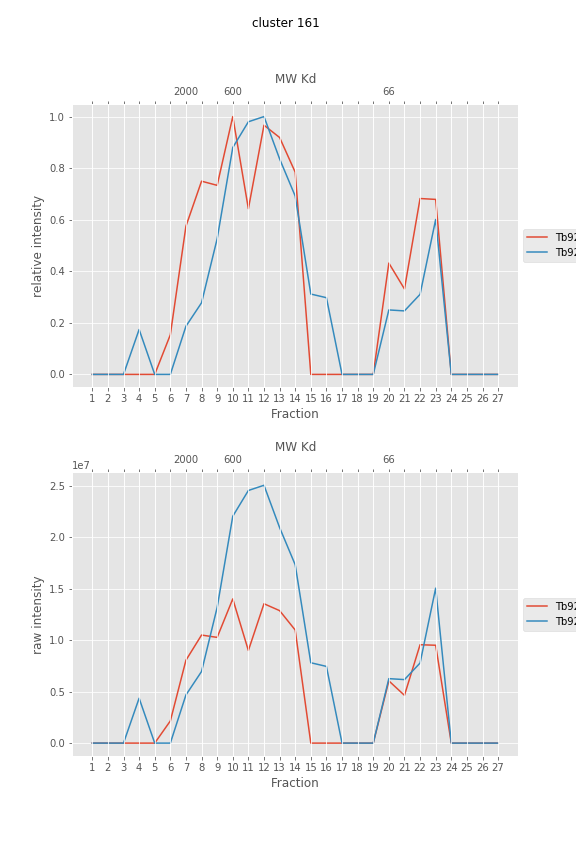 cluster 161
MW Kd
2000 600 66
1.0
0.8
0.6
0.4
0.2
0.0
relative intensity
Tb92
Tb92
1 2 3 4 5 6 7 8 9 10 11 12 13 14 15 16 17 18 19 20 21 22 23 24 25 26 27
Fraction
MW Kd
1e7
2000 600 66
2.5
2.0
1.5
1.0
0.5
0.0
raw intensity
Tb92
Tb92
1 2 3 4 5 6 7 8 9 10 11 12 13 14 15 16 17 18 19 20 21 22 23 24 25 26 27
Fraction